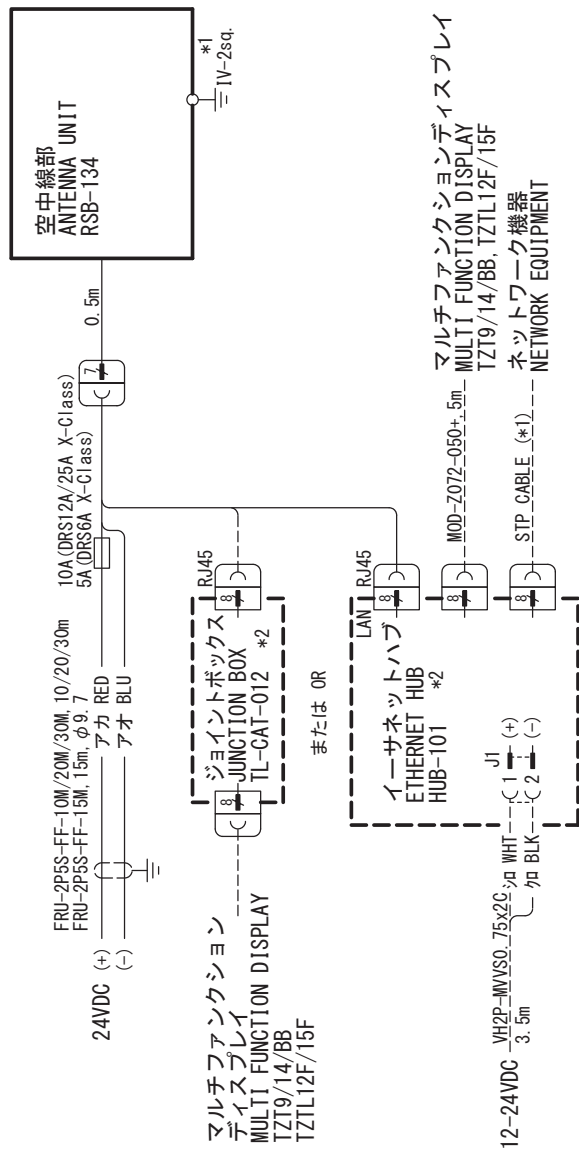 空中線部
ANTENNA UNIT
RSB-134
*1
IV-2sq.
0.5m
7
10A(DRS12A/25A X-Class)
5A(DRS6A X-Class)
FRU-2P5S-FF-10M/20M/30M, 10/20/30m
FRU-2P5S-FF-15M, 15m, φ9.7
アカ RED
アオ BLU
24VDC
(+)
(-)
RJ45
8
ジョイントボックス
JUNCTION BOX
TL-CAT-012
*2
8
マルチファンクション
ディスプレイ
MULTI FUNCTION DISPLAY
TZT9/14/BB
TZTL12F/15F
または OR
LAN
RJ45
8
イーサネットハブ
ETHERNET HUB
HUB-101
*2
8
MOD-Z072-050+, 5m
マルチファンクションディスプレイ
MULTI FUNCTION DISPLAY
TZT9/14/BB, TZTL12F/15F
8
STP CABLE (*1)
ネットワーク機器
NETWORK EQUIPMENT
J1
1
(+)
2
(-)
シロ WHT
クロ BLK
VH2P-MVVS0.75x2C
3.5m
12-24VDC